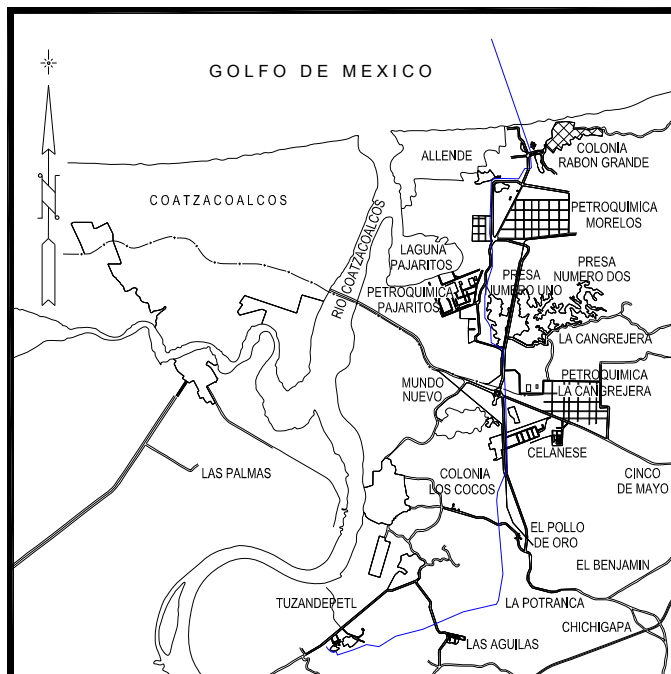 GOLFO DE MEXICO
ALLENDE
COLONIA
RABON GRANDE
COATZACOALCOS
RIO COATZACOALCOS
PETROQUIMICA
MORELOS
LAGUNA
PAJARITOS
PRESA
NUMERO UNO
PRESA
NUMERO DOS
PETROQUIMICA
PAJARITOS
LA CANGREJERA
MUNDO
NUEVO
PETROQUIMICA
LA CANGREJERA
CELANESE
LAS PALMAS
COLONIA
LOS COCOS
CINCO
DE MAYO
EL POLLO
DE ORO
EL BENJAMIN
TUZANDEPETL
LA POTRANCA
CHICHIGAPA
LAS AGUILAS